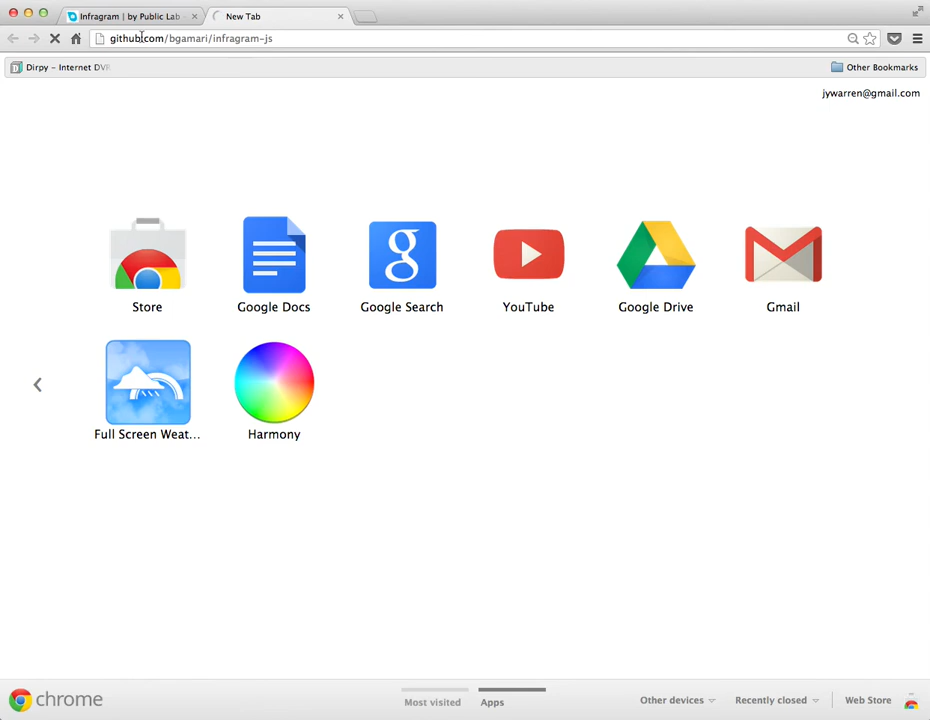 Infragram | by Public Lab
New Tab
github.com/bgamari/infragram-js
Dirpy – Internet DVR
Other Bookmarks
jywarren@gmail.com
Store
Google Docs
Google Search
YouTube
Google Drive
Gmail
Full Screen Weat...
Harmony
chrome
Most visited
Apps
Other devices
Recently closed
Web Store